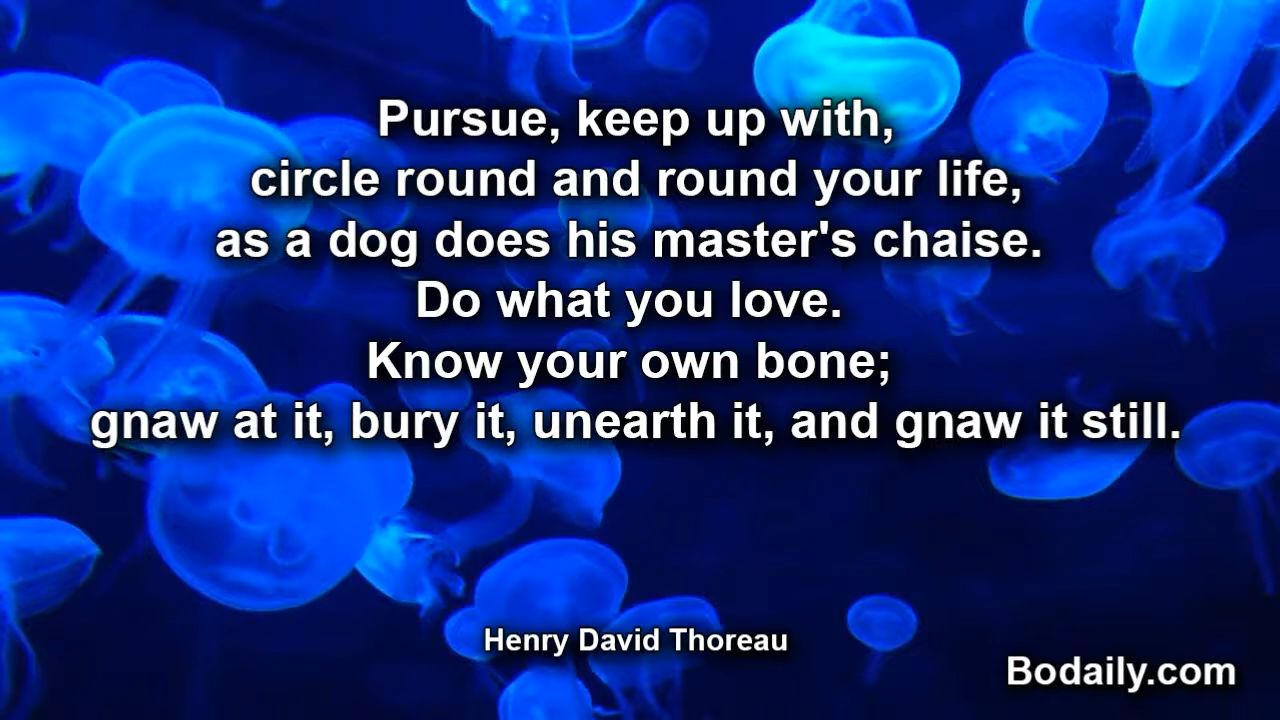 Pursue, keep up with,
circle round and round your life,
as a dog does his master's chaise.
Do what you love.
Know your own bone;
gnaw at it, bury it, unearth it, and gnaw it still.
Henry David Thoreau
Bodaily.com